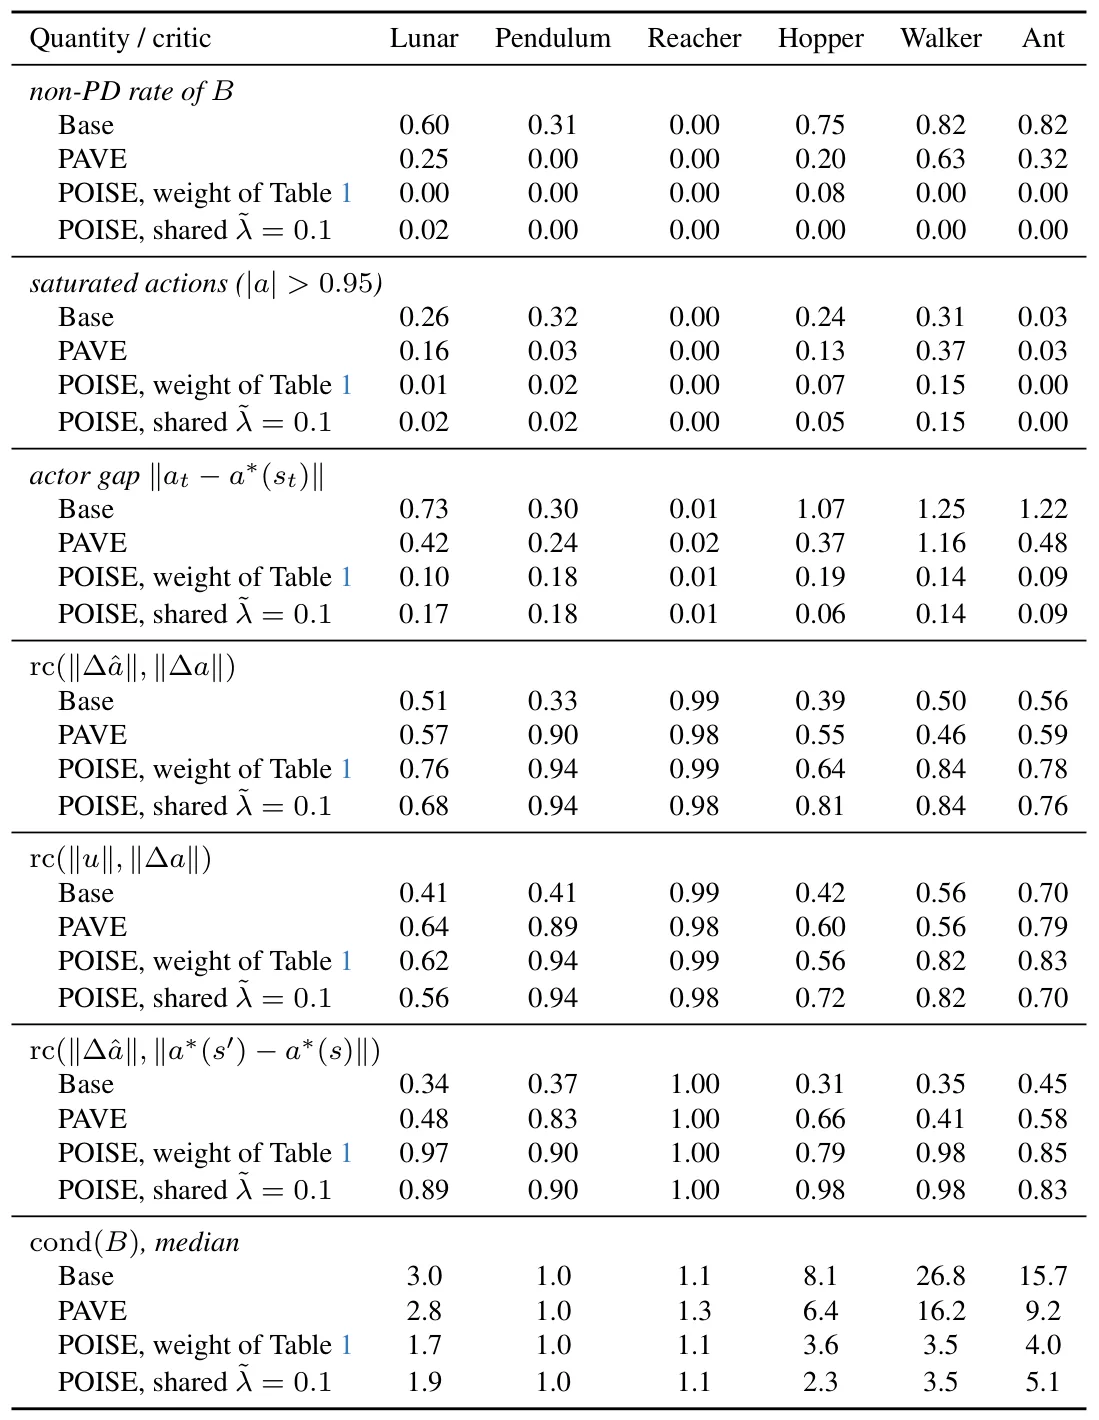 Quantity / critic Lunar Pendulum Reacher Hopper Walker Ant
non-PD rate of B
Base 0.60 0.31 0.00 0.75 0.82 0.82
PAVE 0.25 0.00 0.00 0.20 0.63 0.32
POISE, weight of Table 1 0.00 0.00 0.00 0.08 0.00 0.00
POISE, shared λ̃ = 0.1 0.02 0.00 0.00 0.00 0.00 0.00
saturated actions (|a| > 0.95)
Base 0.26 0.32 0.00 0.24 0.31 0.03
PAVE 0.16 0.03 0.00 0.13 0.37 0.03
POISE, weight of Table 1 0.01 0.02 0.00 0.07 0.15 0.00
POISE, shared λ̃ = 0.1 0.02 0.02 0.00 0.05 0.15 0.00
actor gap ‖aₜ − a*(sₜ)‖
Base 0.73 0.30 0.01 1.07 1.25 1.22
PAVE 0.42 0.24 0.02 0.37 1.16 0.48
POISE, weight of Table 1 0.10 0.18 0.01 0.19 0.14 0.09
POISE, shared λ̃ = 0.1 0.17 0.18 0.01 0.06 0.14 0.09
rc(‖Δâ‖, ‖Δa‖)
Base 0.51 0.33 0.99 0.39 0.50 0.56
PAVE 0.57 0.90 0.98 0.55 0.46 0.59
POISE, weight of Table 1 0.76 0.94 0.99 0.64 0.84 0.78
POISE, shared λ̃ = 0.1 0.68 0.94 0.98 0.81 0.84 0.76
rc(‖u‖, ‖Δa‖)
Base 0.41 0.41 0.99 0.42 0.56 0.70
PAVE 0.64 0.89 0.98 0.60 0.56 0.79
POISE, weight of Table 1 0.62 0.94 0.99 0.56 0.82 0.83
POISE, shared λ̃ = 0.1 0.56 0.94 0.98 0.72 0.82 0.70
rc(‖Δâ‖, ‖a*(s′) − a*(s)‖)
Base 0.34 0.37 1.00 0.31 0.35 0.45
PAVE 0.48 0.83 1.00 0.66 0.41 0.58
POISE, weight of Table 1 0.97 0.90 1.00 0.79 0.98 0.85
POISE, shared λ̃ = 0.1 0.89 0.90 1.00 0.98 0.98 0.83
cond(B), median
Base 3.0 1.0 1.1 8.1 26.8 15.7
PAVE 2.8 1.0 1.3 6.4 16.2 9.2
POISE, weight of Table 1 1.7 1.0 1.1 3.6 3.5 4.0
POISE, shared λ̃ = 0.1 1.9 1.0 1.1 2.3 3.5 5.1